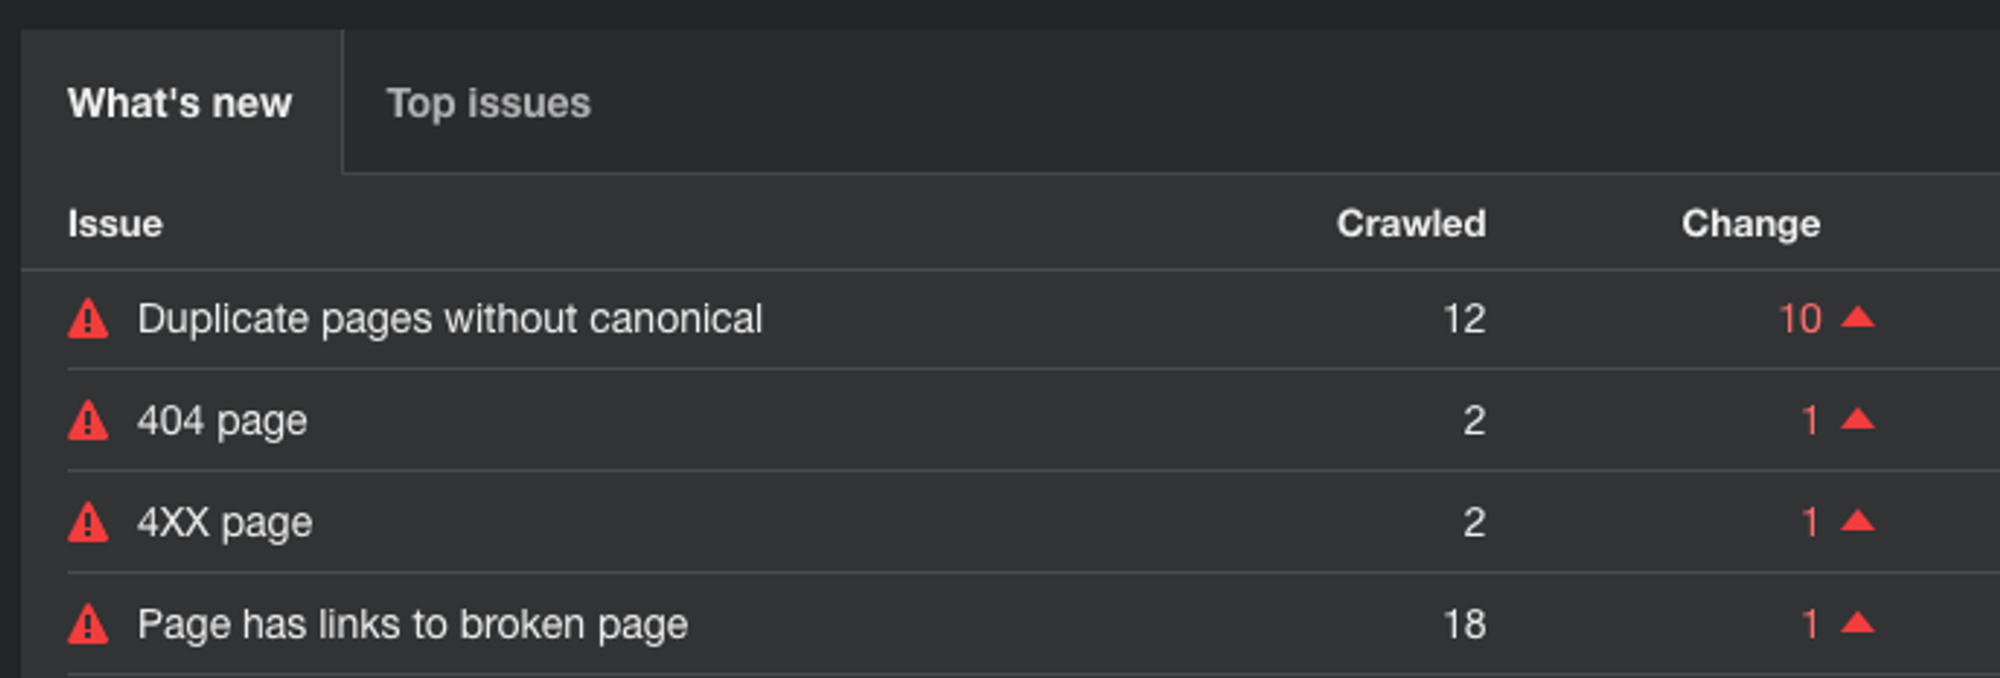 What's new Top issues
Issue Crawled Change
Duplicate pages without canonical 12 10
404 page 2 1
4XX page 2 1
Page has links to broken page 18 1